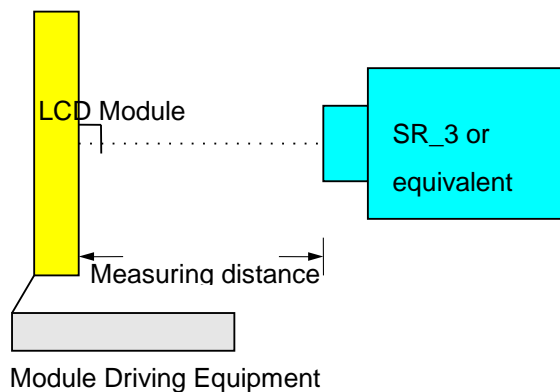 LCD Module
SR_3 or
equivalent
Measuring distance
Module Driving Equipment